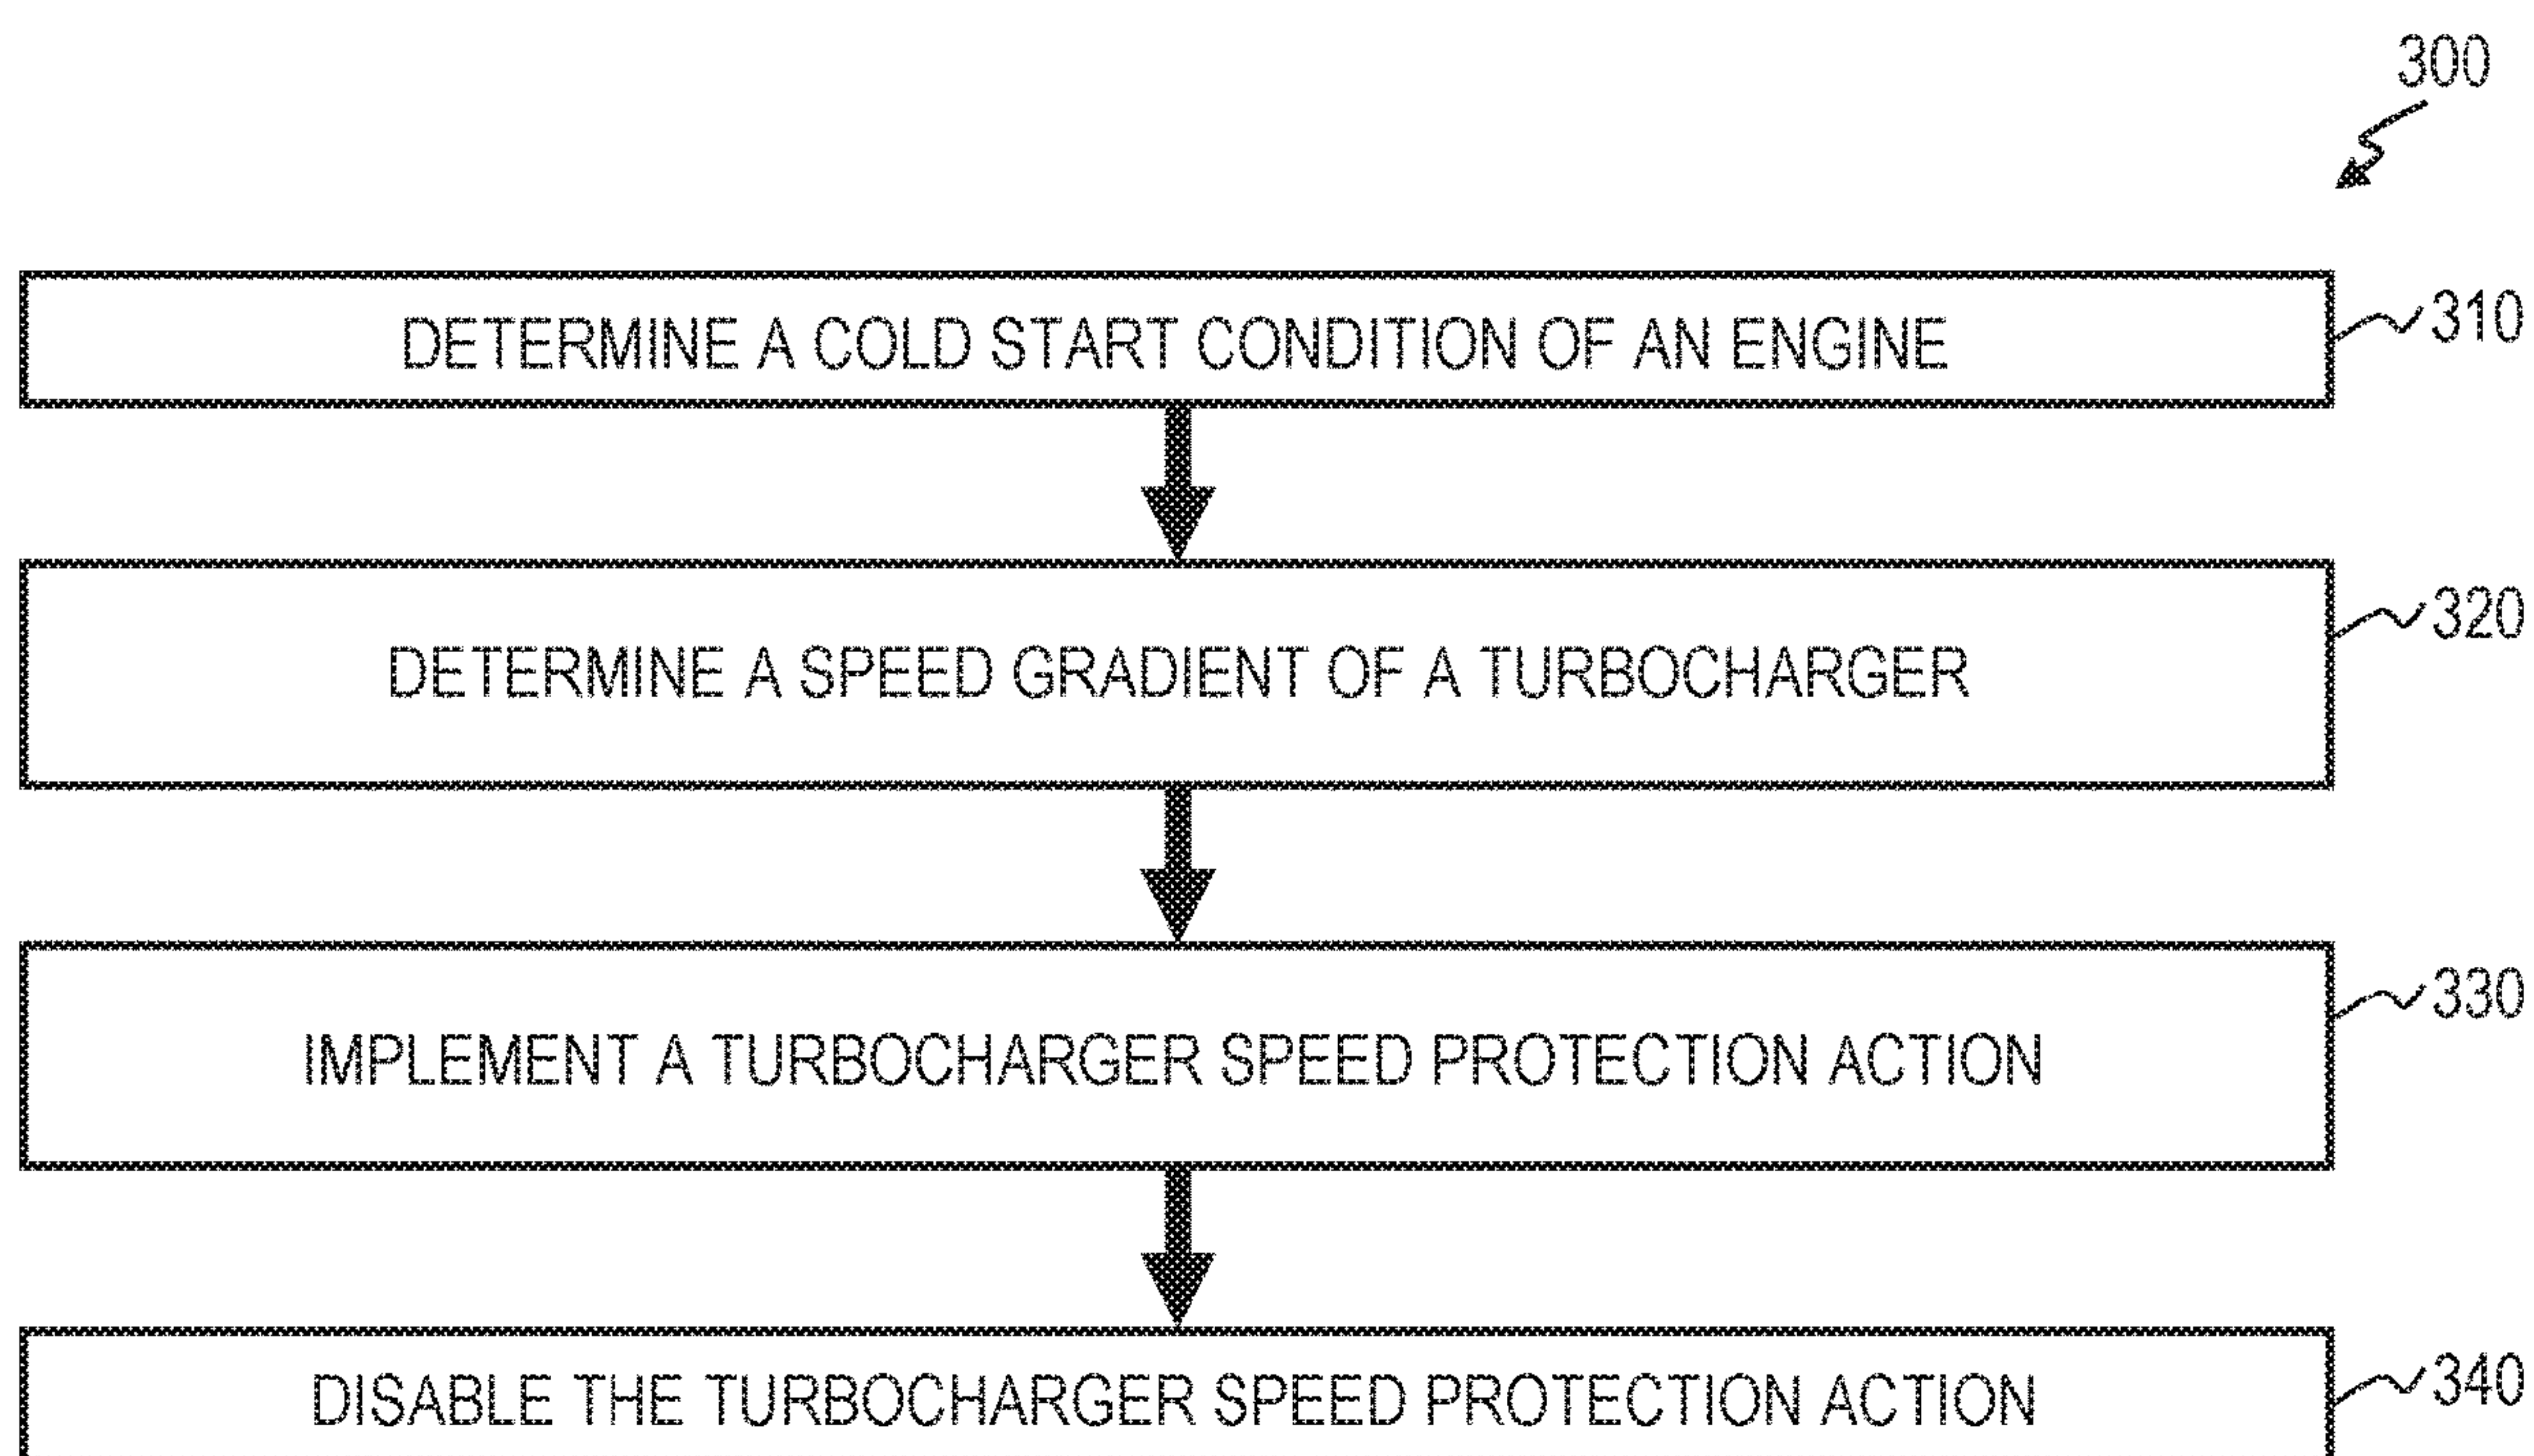 300
DETERMINE A COLD START CONDITION OF AN ENGINE
310
DETERMINE A SPEED GRADIENT OF A TURBOCHARGER
320
IMPLEMENT A TURBOCHARGER SPEED PROTECTION ACTION
330
DISABLE THE TURBOCHARGER SPEED PROTECTION ACTION
340